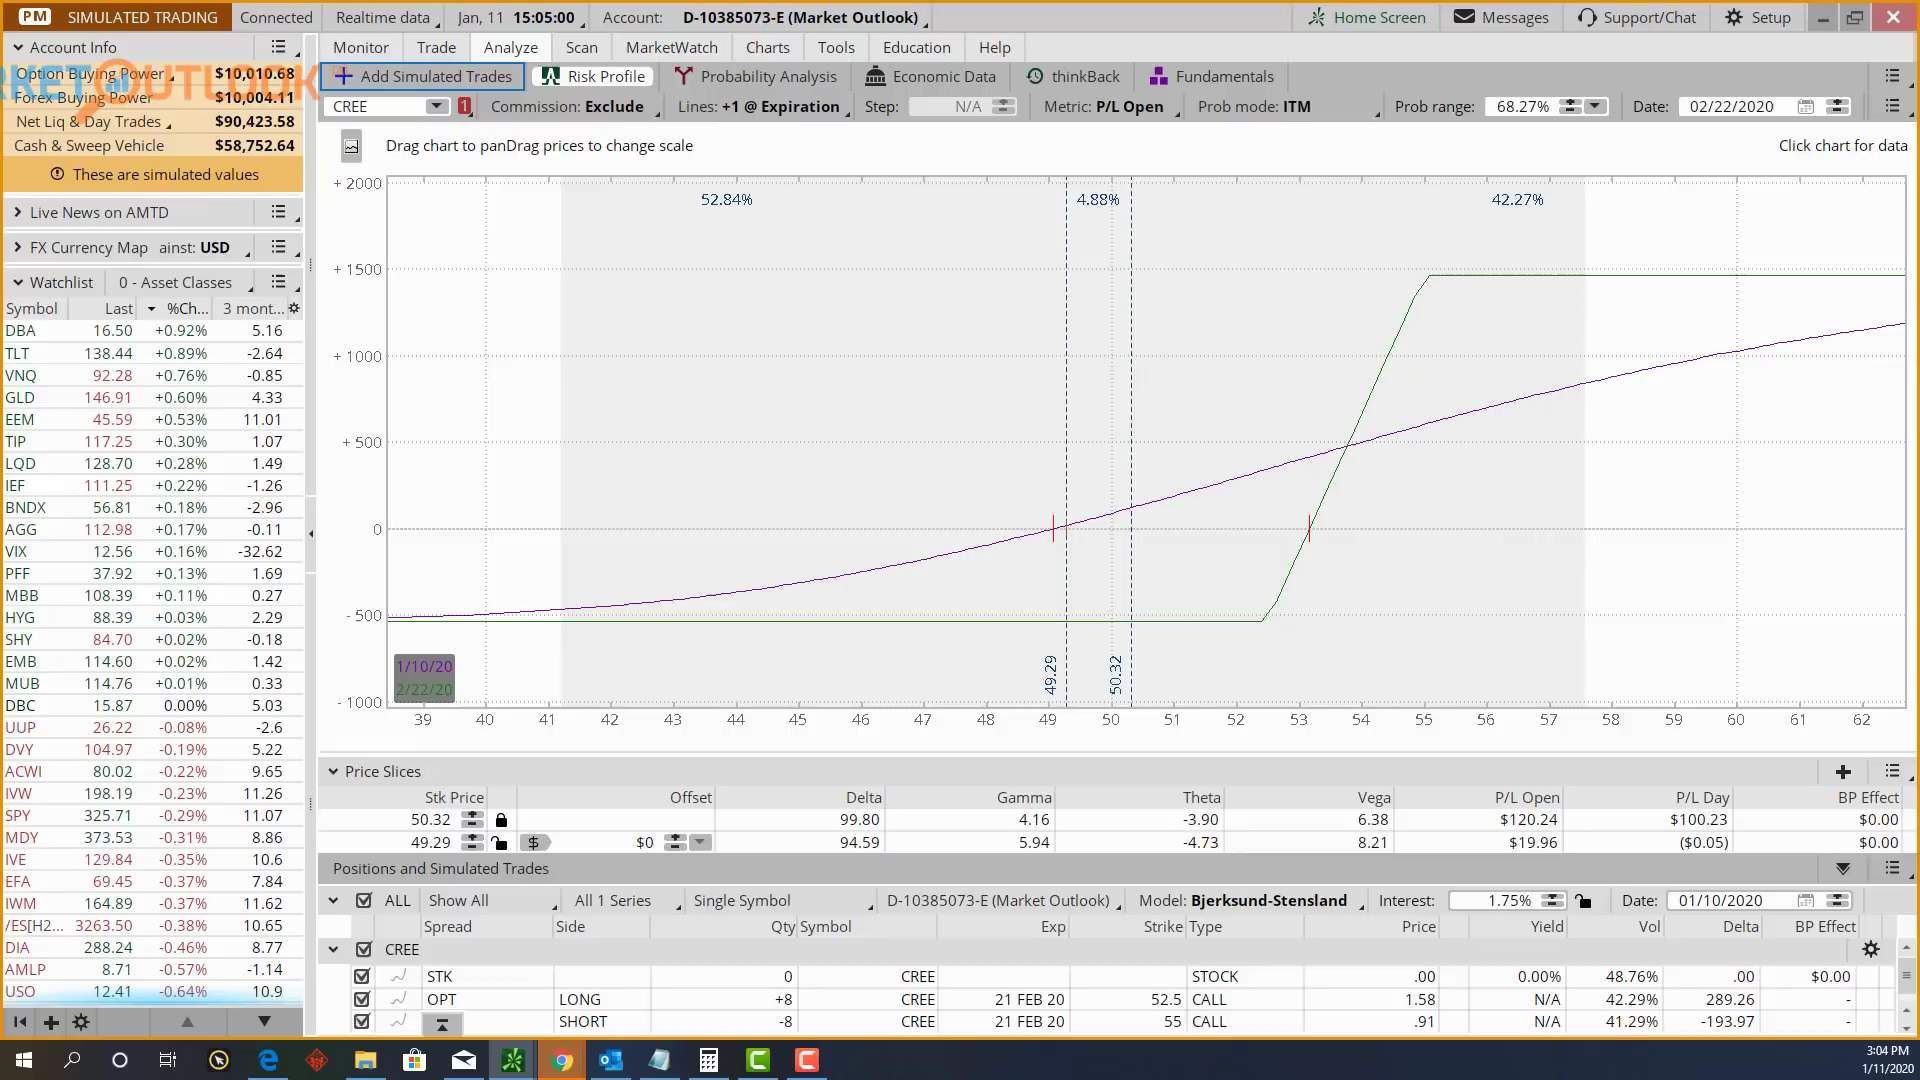 PM SIMULATED TRADING Connected Realtime data Jan, 11 15:05:00 Account: D-10385073-E (Market Outlook) Home Screen Messages Support/Chat Setup
Account Info
Option Buying Power $10,010.68
Forex Buying Power $10,004.11
Net Liq & Day Trades $90,423.58
Cash & Sweep Vehicle $58,752.64
These are simulated values
Live News on AMTD
FX Currency Map ainst: USD
Watchlist 0 - Asset Classes
Symbol Last %Ch... 3 mont...
DBA 16.50 +0.92% 5.16
TLT 138.44 +0.89% -2.64
VNQ 92.28 +0.76% -0.85
GLD 146.91 +0.60% 4.33
EEM 45.59 +0.53% 11.01
TIP 117.25 +0.30% 1.07
LQD 128.70 +0.28% 1.49
IEF 111.25 +0.22% -1.26
BNDX 56.81 +0.18% -2.96
AGG 112.98 +0.17% -0.11
VIX 12.56 +0.16% -32.62
PFF 37.92 +0.13% 1.69
MBB 108.39 +0.11% 0.27
HYG 88.39 +0.03% 2.29
SHY 84.70 +0.02% -0.18
EMB 114.60 +0.02% 1.42
MUB 114.76 +0.01% 0.33
DBC 15.87 0.00% 5.03
UUP 26.22 -0.08% -2.6
DVY 104.97 -0.19% 5.22
ACWI 80.02 -0.22% 9.65
IVW 198.19 -0.23% 11.26
SPY 325.71 -0.29% 11.07
MDY 373.53 -0.31% 8.86
IVE 129.84 -0.35% 10.6
EFA 69.45 -0.37% 7.84
IWM 164.89 -0.37% 11.62
/ES[H2... 3263.50 -0.38% 10.65
DIA 288.24 -0.46% 8.77
AMLP 8.71 -0.57% -1.14
USO 12.41 -0.64% 10.9
Monitor Trade Analyze Scan MarketWatch Charts Tools Education Help
Add Simulated Trades Risk Profile Probability Analysis Economic Data thinkBack Fundamentals
CREE 1 Commission: Exclude Lines: +1 @ Expiration Step: N/A Metric: P/L Open Prob mode: ITM Prob range: 68.27% Date: 02/22/2020
Drag chart to panDrag prices to change scale Click chart for data
52.84% 4.88% 42.27%
+ 2000
+ 1500
+ 1000
+ 500
0
- 500
- 1000
1/10/20
2/22/20
49.29
50.32
39 40 41 42 43 44 45 46 47 48 49 50 51 52 53 54 55 56 57 58 59 60 61 62
Price Slices
Stk Price Offset Delta Gamma Theta Vega P/L Open P/L Day BP Effect
50.32 99.80 4.16 -3.90 6.38 $120.24 $100.23 $0.00
49.29 $ $0 94.59 5.94 -4.73 8.21 $19.96 ($0.05) $0.00
Positions and Simulated Trades
ALL Show All All 1 Series Single Symbol D-10385073-E (Market Outlook) Model: Bjerksund-Stensland Interest: 1.75% Date: 01/10/2020
Spread Side Qty Symbol Exp Strike Type Price Yield Vol Delta BP Effect
CREE
STK 0 CREE STOCK .00 0.00% 48.76% .00 $0.00
OPT LONG +8 CREE 21 FEB 20 52.5 CALL 1.58 N/A 42.29% 289.26 -
SHORT -8 CREE 21 FEB 20 55 CALL .91 N/A 41.29% -193.97 -
3:04 PM
1/11/2020